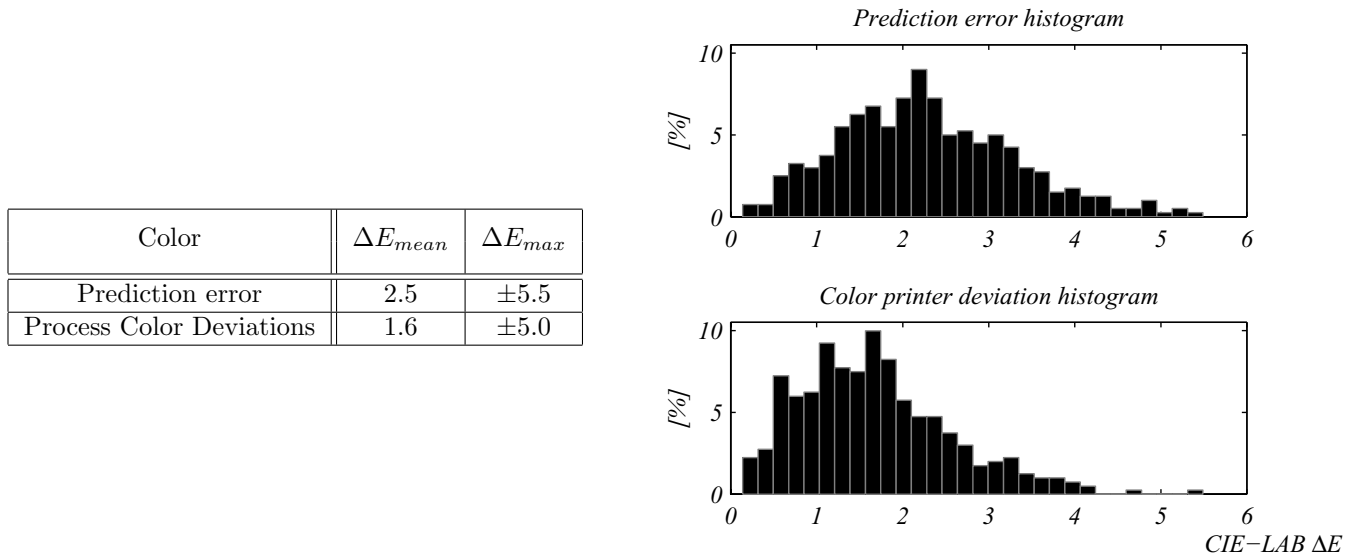 Color ΔE_mean ΔE_max
Prediction error 2.5 ±5.5
Process Color Deviations 1.6 ±5.0
Prediction error histogram
10
5
0
[%]
0 1 2 3 4 5 6
Color printer deviation histogram
10
5
0
[%]
0 1 2 3 4 5 6
CIE−LAB ΔE